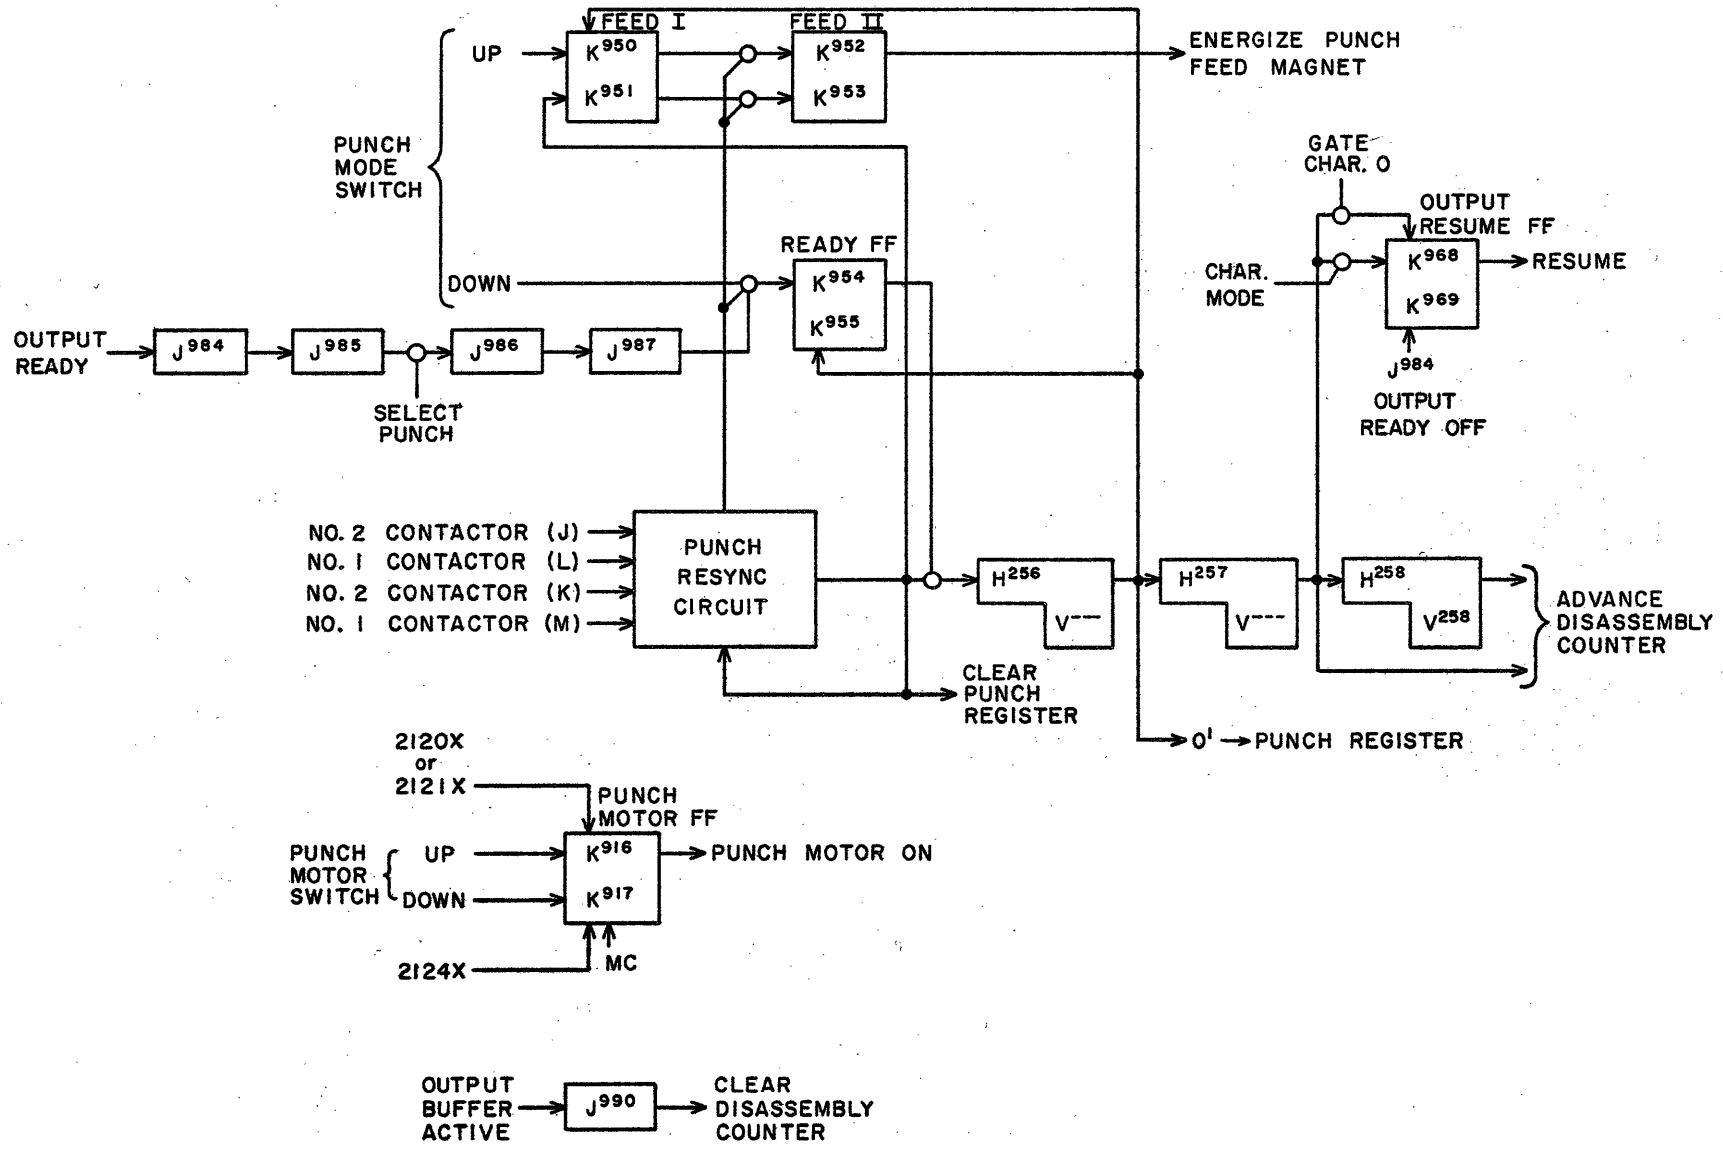 FEED I
FEED II
UP
K950
K951
K952
K953
ENERGIZE PUNCH
FEED MAGNET
PUNCH
MODE
SWITCH
GATE
CHAR. O
OUTPUT
RESUME FF
READY FF
DOWN
K954
K955
CHAR.
MODE
K968
K969
RESUME
OUTPUT
READY
J984
J985
J986
J987
SELECT
PUNCH
J984
OUTPUT
READY OFF
NO. 2 CONTACTOR (J)
NO. 1 CONTACTOR (L)
NO. 2 CONTACTOR (K)
NO. 1 CONTACTOR (M)
PUNCH
RESYNC
CIRCUIT
H256
V---
H257
V---
H258
V258
ADVANCE
DISASSEMBLY
COUNTER
CLEAR
PUNCH
REGISTER
O' → PUNCH REGISTER
2120X
or
2121X
PUNCH
MOTOR FF
PUNCH
MOTOR
SWITCH
UP
DOWN
K916
K917
PUNCH MOTOR ON
2124X
MC
OUTPUT
BUFFER
ACTIVE
J990
CLEAR
DISASSEMBLY
COUNTER